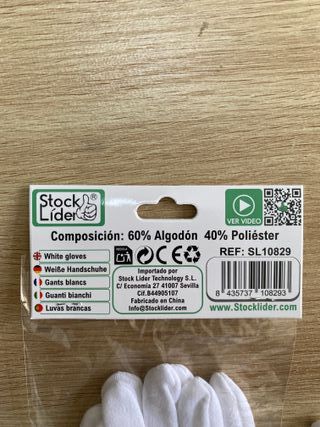 Stock
Líder ®
VER VIDEO
Composición: 60% Algodón 40% Poliéster
White gloves
Weiße Handschuhe
Gants blancs
Guanti bianchi
Luvas brancas
Importado por
Stock Líder Technology S.L.
C/ Economía 27 41007 Sevilla
Cif.B44905107
Fabricado en China
Info@Stocklider.com
REF: SL10829
8 435737 108293
www.Stocklider.com